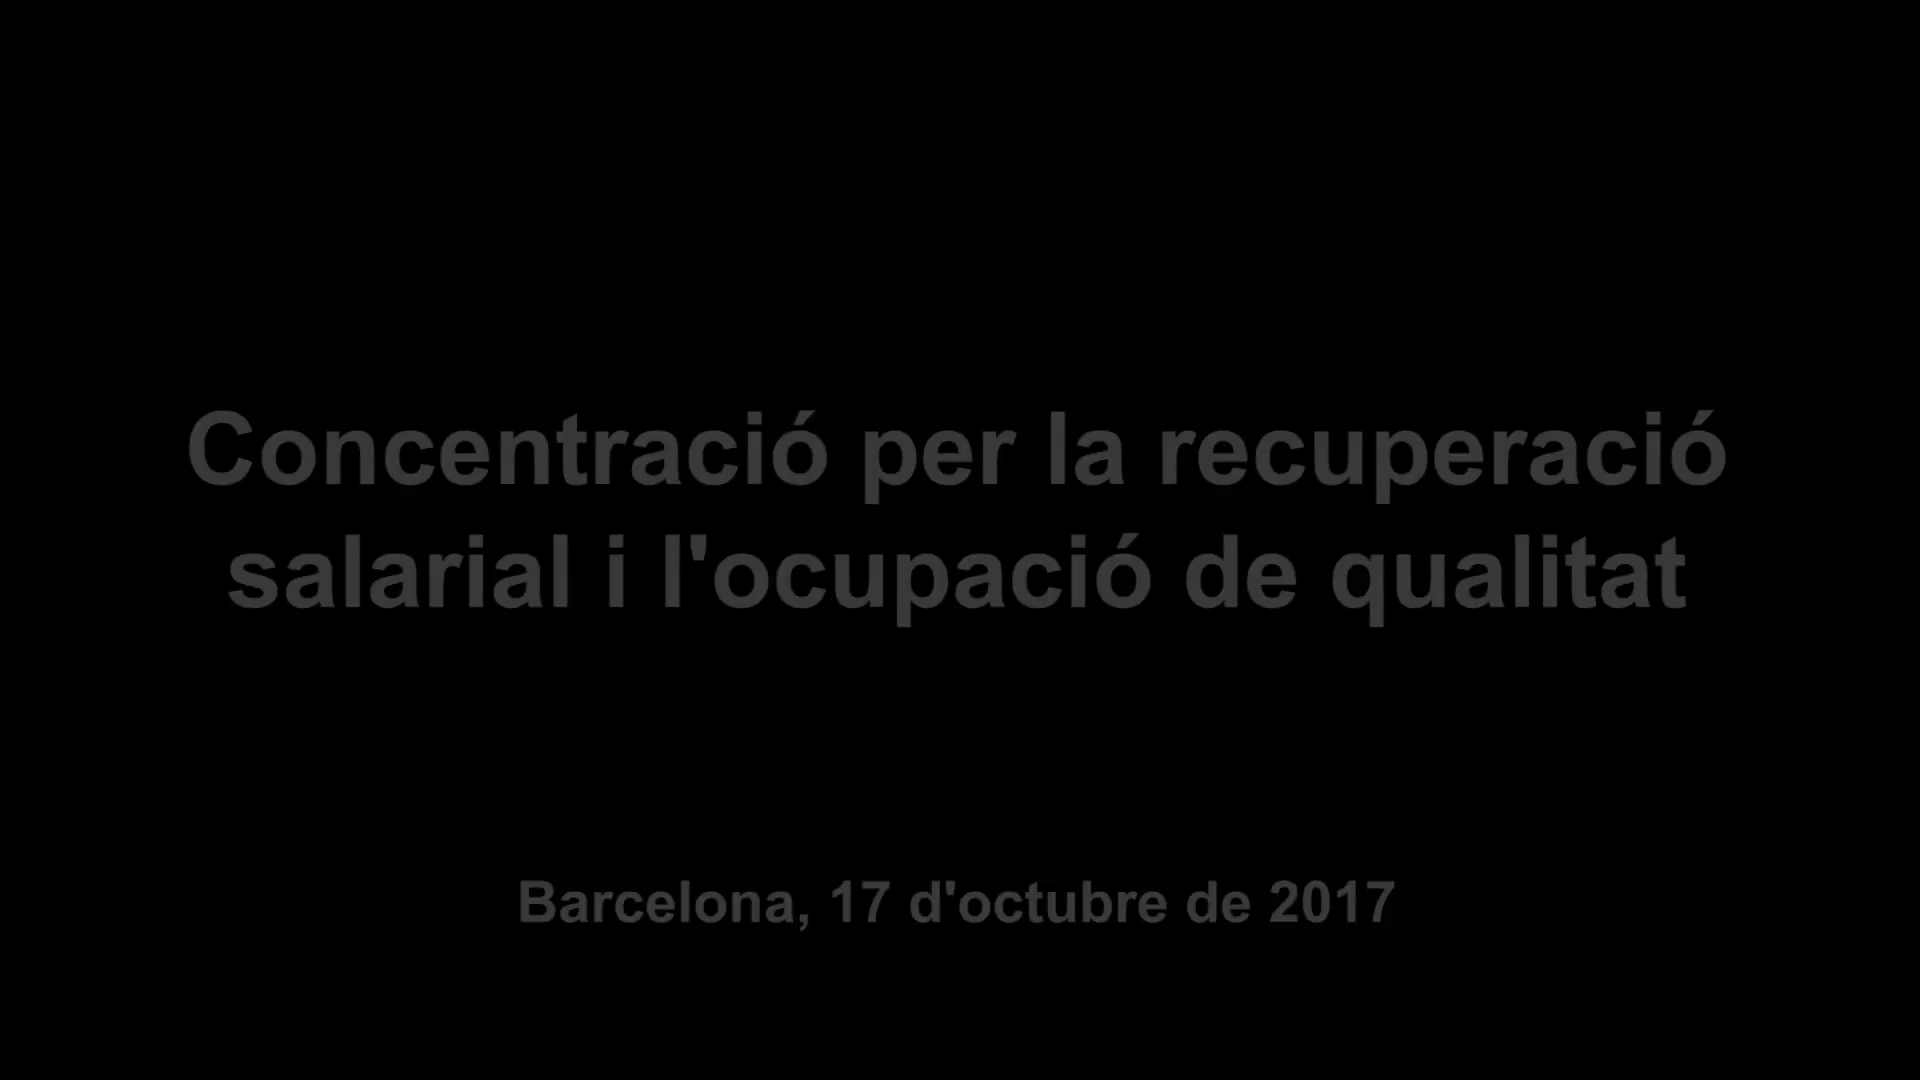 Concentració per la recuperació
salarial i l'ocupació de qualitat
Barcelona, 17 d'octubre de 2017